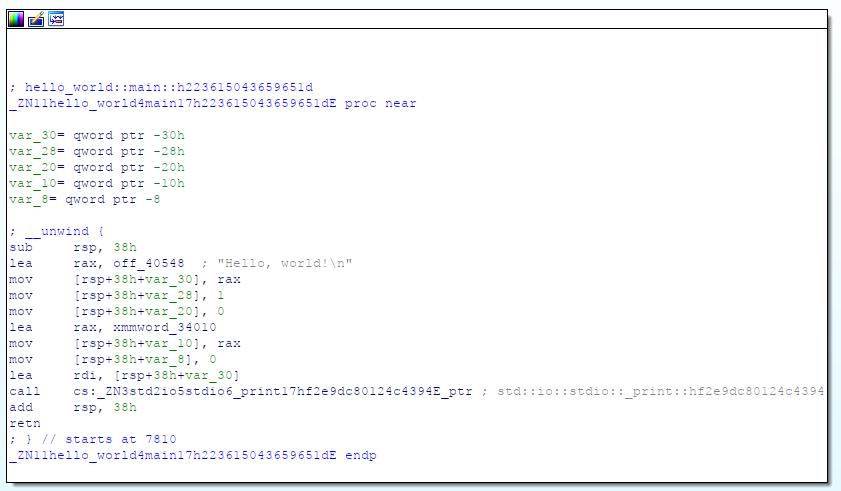 ; hello_world::main::h223615043659651d
_ZN11hello_world4main17h223615043659651dE proc near
var_30= qword ptr -30h
var_28= qword ptr -28h
var_20= qword ptr -20h
var_10= qword ptr -10h
var_8= qword ptr -8
; __unwind {
sub rsp, 38h
lea rax, off_40548 ; "Hello, world!\n"
mov [rsp+38h+var_30], rax
mov [rsp+38h+var_28], 1
mov [rsp+38h+var_20], 0
lea rax, xmmword_34010
mov [rsp+38h+var_10], rax
mov [rsp+38h+var_8], 0
lea rdi, [rsp+38h+var_30]
call cs:_ZN3std2io5stdio6_print17hf2e9dc80124c4394E_ptr ; std::io::stdio::_print::hf2e9dc80124c4394
add rsp, 38h
retn
; } // starts at 7810
_ZN11hello_world4main17h223615043659651dE endp